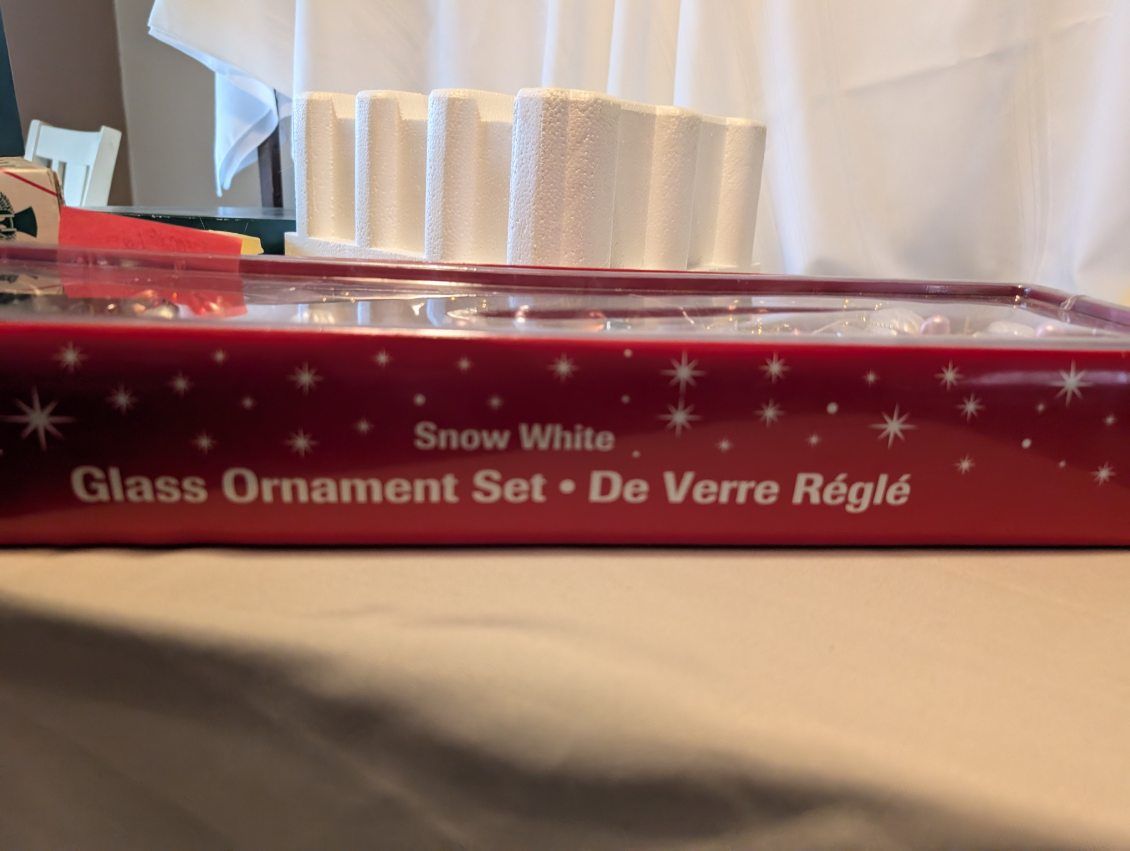 Snow White
Glass Ornament Set • De Verre Réglé